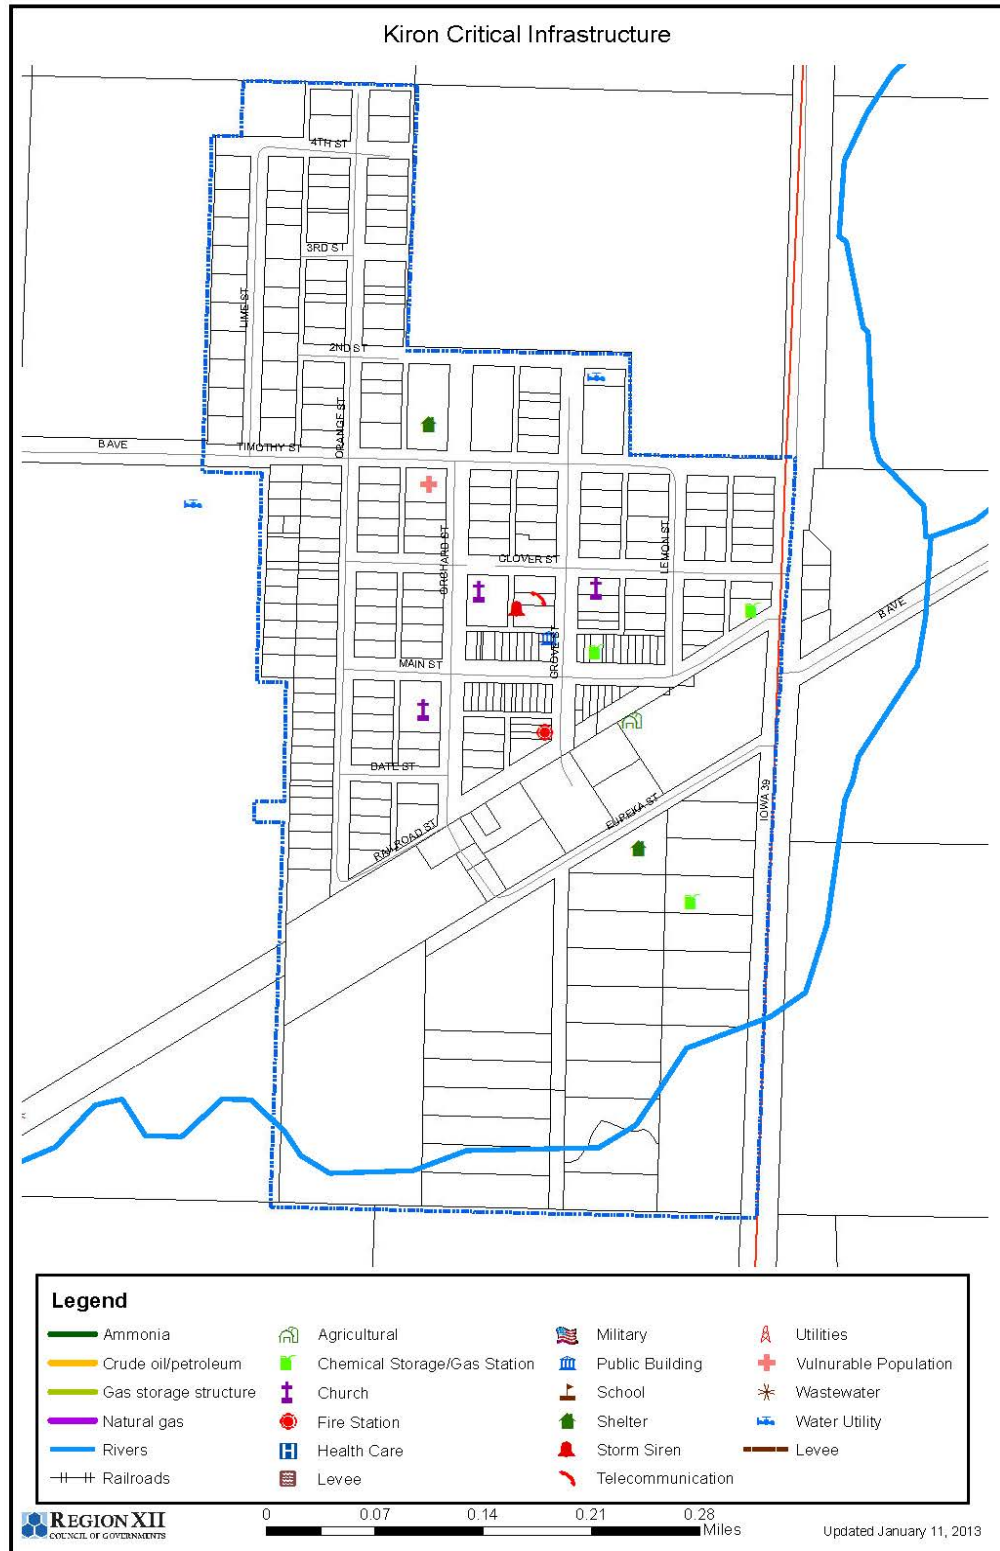 Kiron Critical Infrastructure
4TH ST
3RD ST
LIME ST
2ND ST
ORANGE ST
B AVE
TIMOTHY ST
ORCHARD ST
LEMON ST
CLOVER ST
B AVE
GROVE ST
MAIN ST
DATE ST
IOWA 39
EUREKA ST
RAILROAD ST
Legend
Ammonia
Crude oil/petroleum
Gas storage structure
Natural gas
Rivers
Railroads
Agricultural
Chemical Storage/Gas Station
Church
Fire Station
Health Care
Levee
Military
Public Building
School
Shelter
Storm Siren
Telecommunication
Utilities
Vulnurable Population
Wastewater
Water Utility
Levee
REGION XII
COUNCIL OF GOVERNMENTS
0 0.07 0.14 0.21 0.28
Miles
Updated January 11, 2013